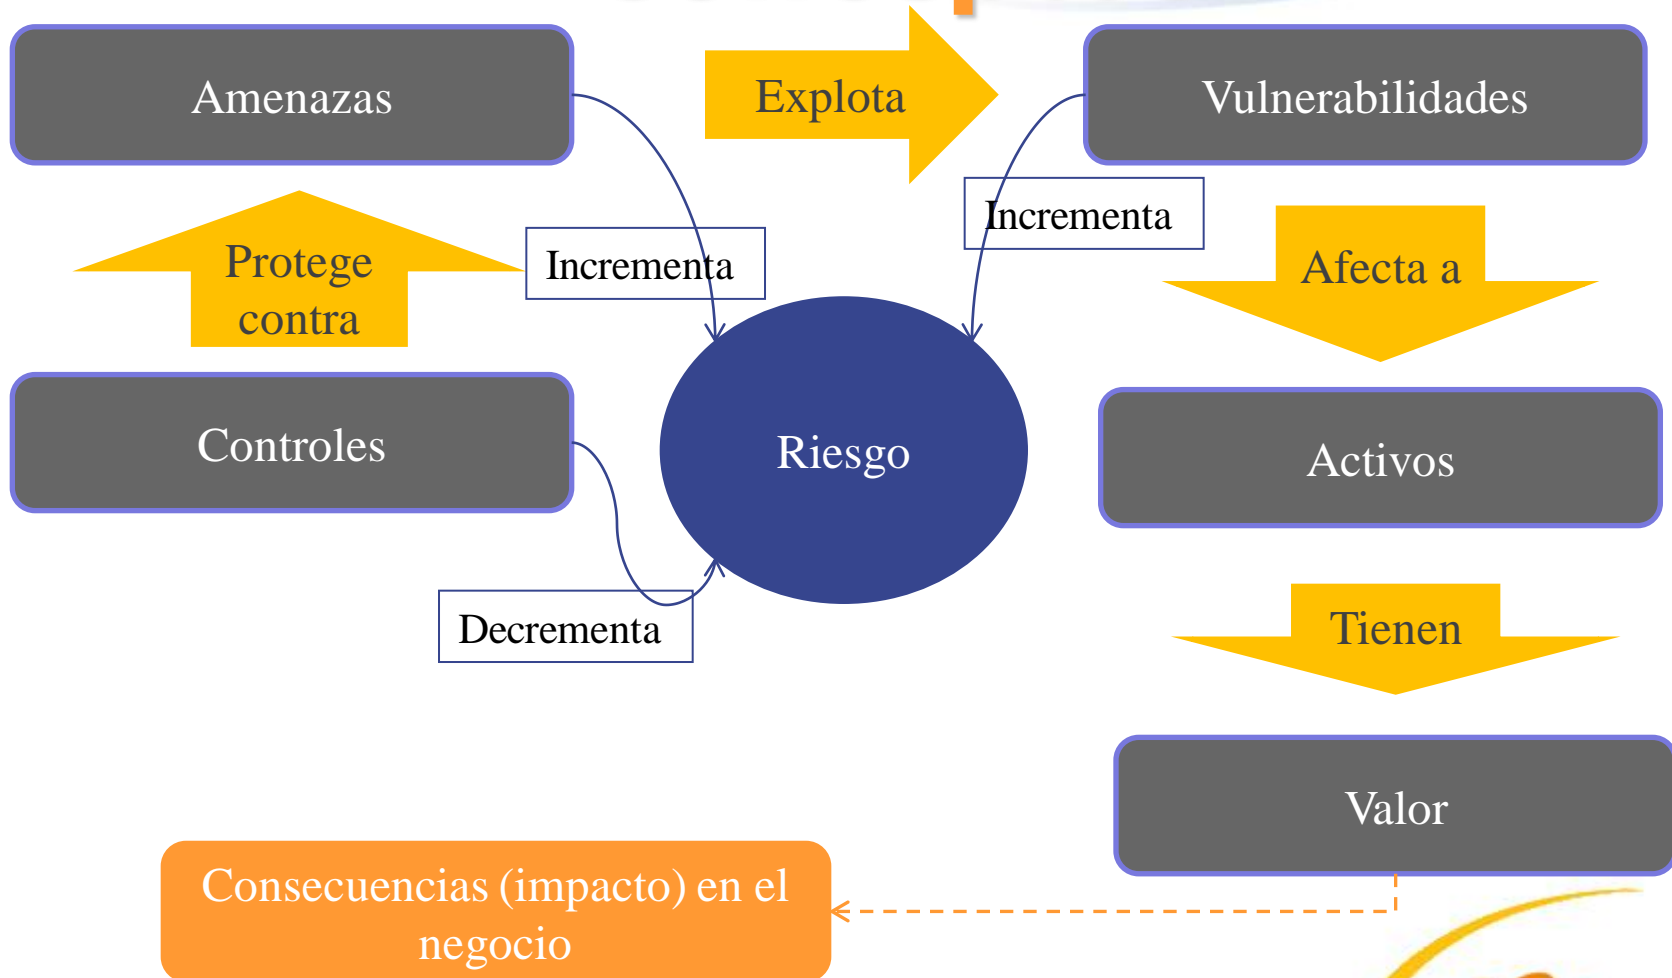 Amenazas
Explota
Vulnerabilidades
Incrementa
Incrementa
Protege
contra
Afecta a
Controles
Riesgo
Activos
Decrementa
Tienen
Valor
Consecuencias (impacto) en el
negocio